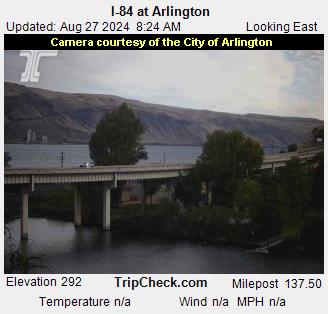 I-84 at Arlington
Updated: Aug 27 2024 8:24 AM Looking East
Camera courtesy of the City of Arlington
Elevation 292 TripCheck.com Milepost 137.50
Temperature n/a Wind n/a MPH n/a